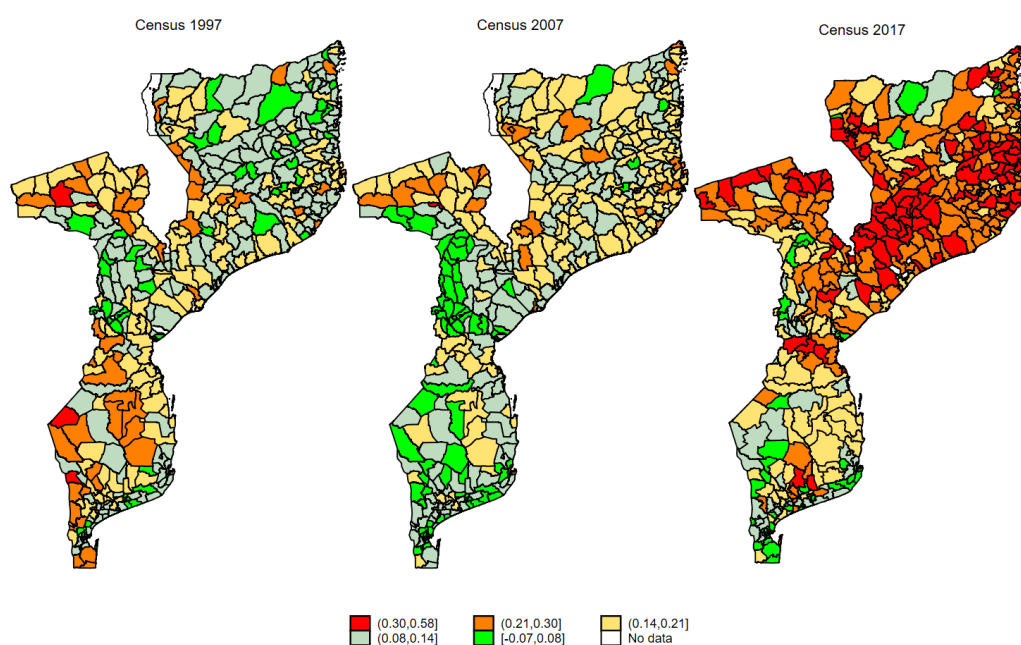 Census 1997
Census 2007
Census 2017
(0.30,0.58] (0.21,0.30] (0.14,0.21]
(0.08,0.14] [-0.07,0.08] No data